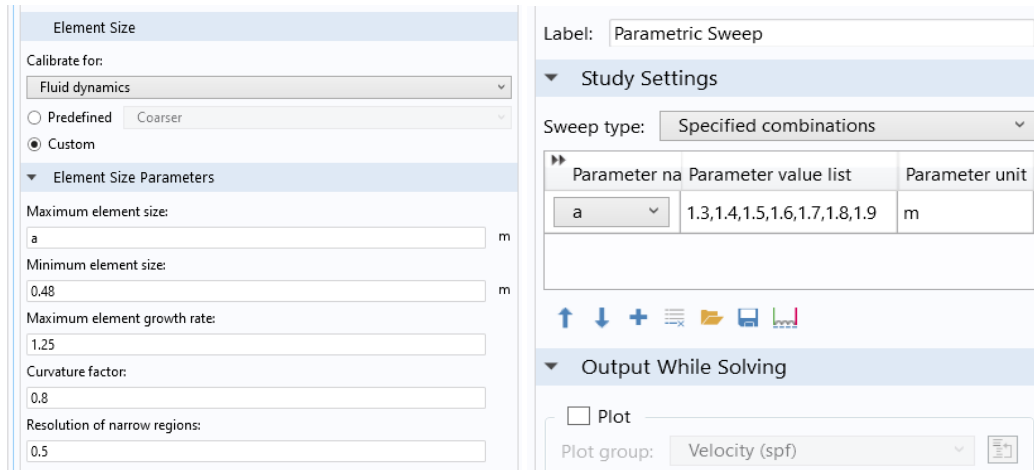 Element Size
Calibrate for:
Fluid dynamics
Predefined Coarser
Custom
Element Size Parameters
Maximum element size:
a m
Minimum element size:
0.48 m
Maximum element growth rate:
1.25
Curvature factor:
0.8
Resolution of narrow regions:
0.5
Label: Parametric Sweep
Study Settings
Sweep type: Specified combinations
Parameter na Parameter value list Parameter unit
a 1.3,1.4,1.5,1.6,1.7,1.8,1.9 m
Output While Solving
Plot
Plot group: Velocity (spf)